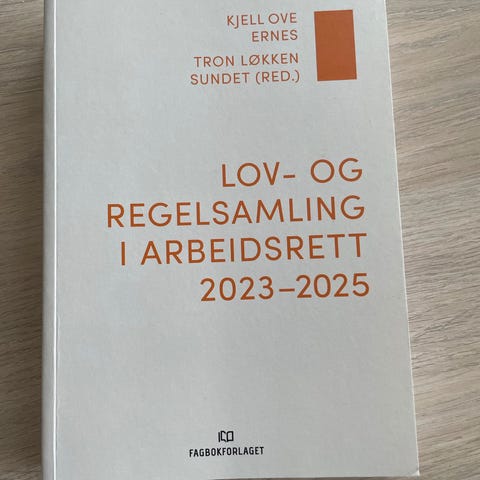 KJELL OVE
ERNES
TRON LØKKEN
SUNDET (RED.)
LOV- OG
REGELSAMLING
I ARBEIDSRETT
2023–2025
FAGBOKFORLAGET